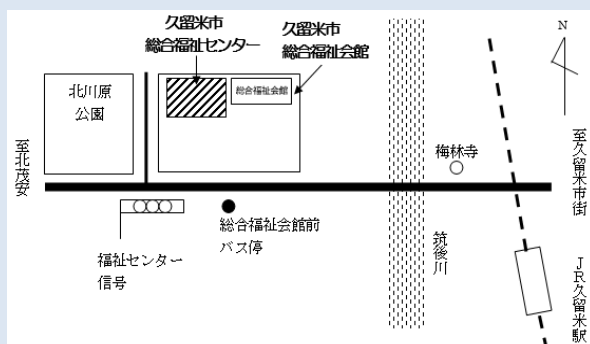 久留米市
総合福祉センター
久留米市
総合福祉会館
N
北川原
公園
総合福祉会館
至北茂安
梅林寺
至久留米市街
総合福祉会館前
バス停
福祉センター
信号
筑後川
JR久留米駅